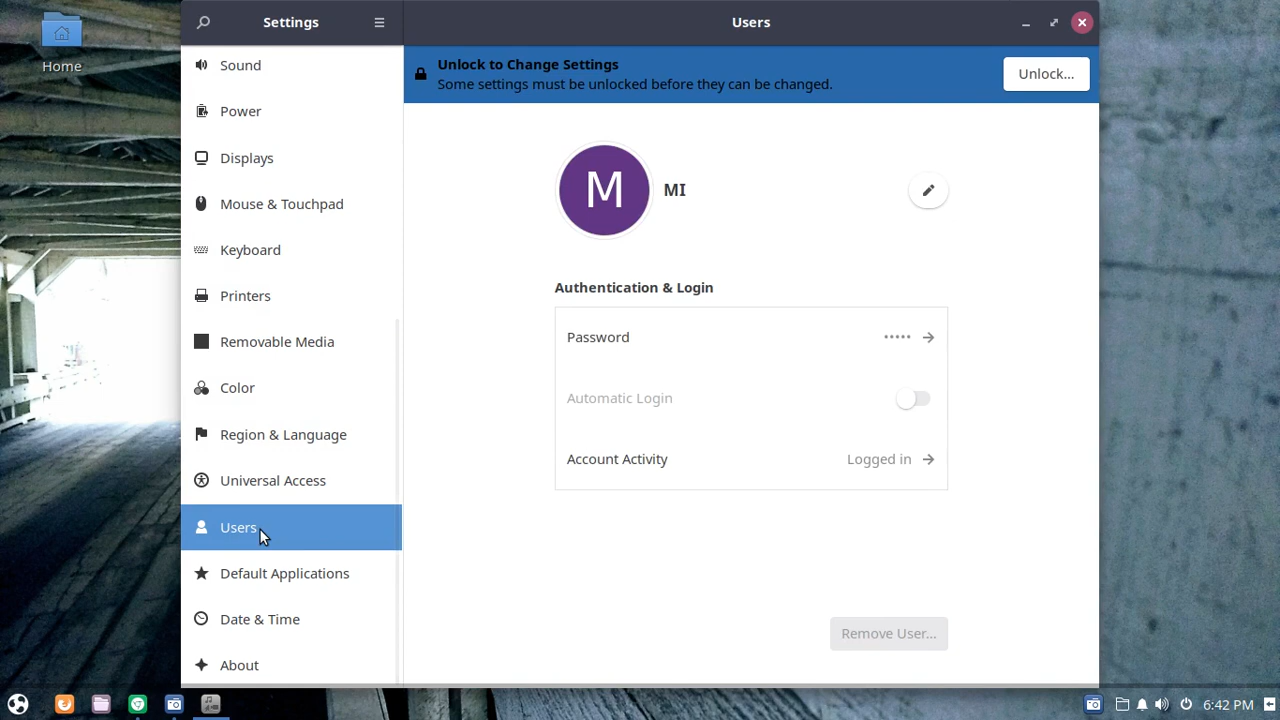 Home
Settings
Users
Unlock to Change Settings
Some settings must be unlocked before they can be changed.
Unlock...
Sound
Power
Displays
Mouse & Touchpad
Keyboard
Printers
Removable Media
Color
Region & Language
Universal Access
Users
Default Applications
Date & Time
About
M
MI
Authentication & Login
Password
Automatic Login
Account Activity
Logged in
Remove User...
6:42 PM